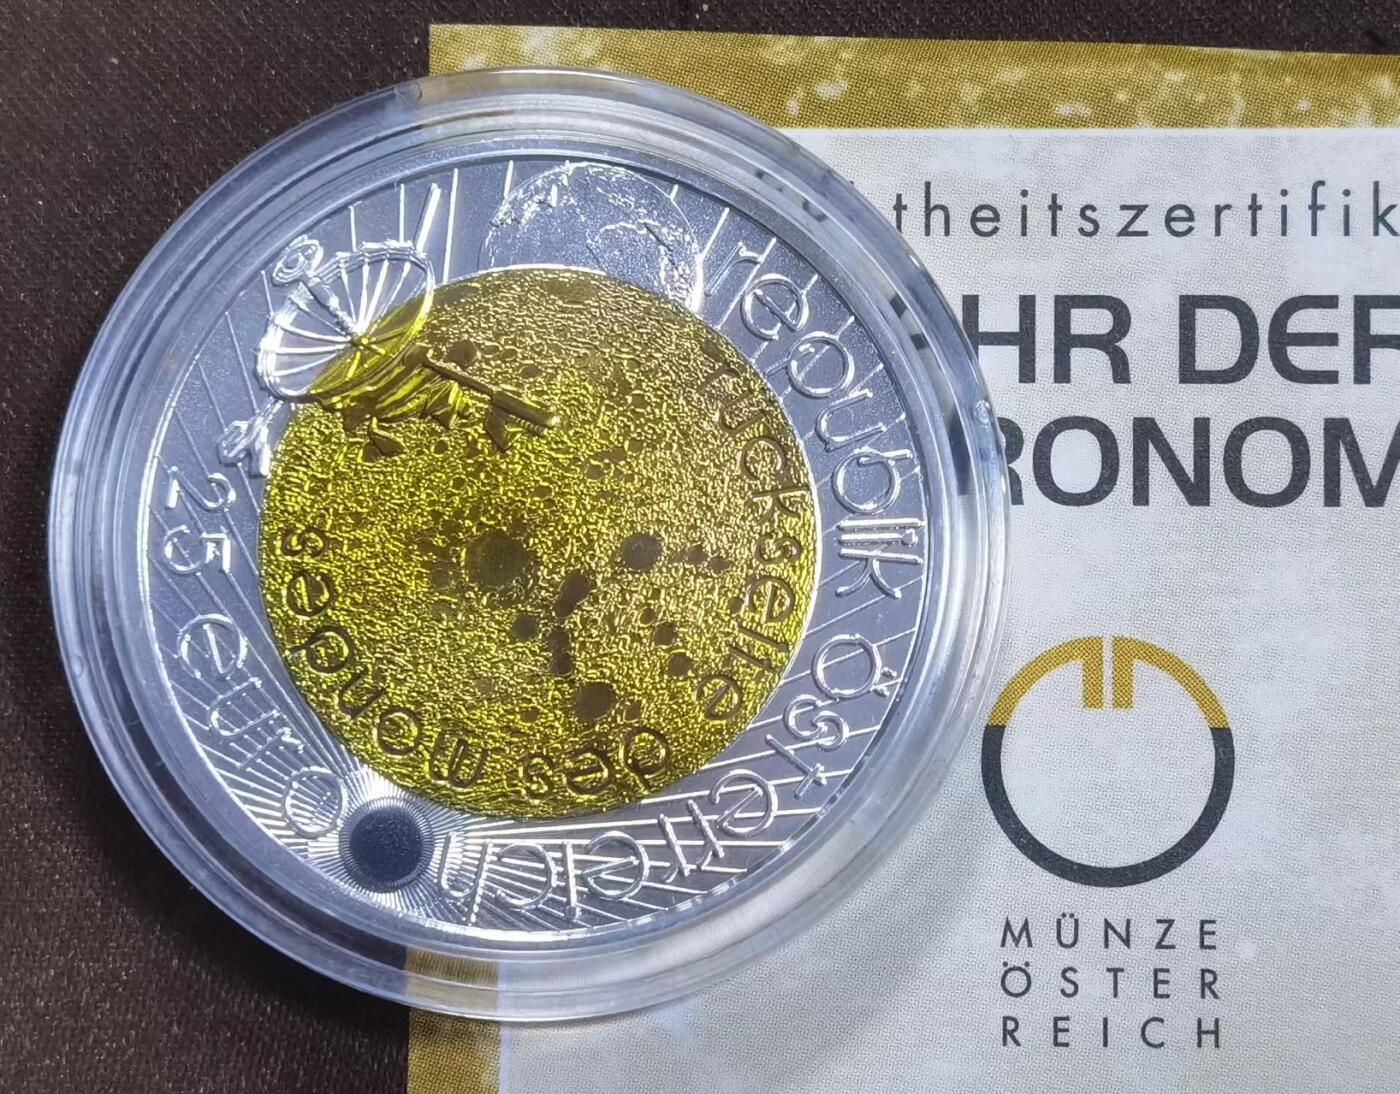 republik österreich
25 euro
rückseite des mondes
theitszertifik
HR DER
RONOM
MÜNZE
ÖSTER
REICH